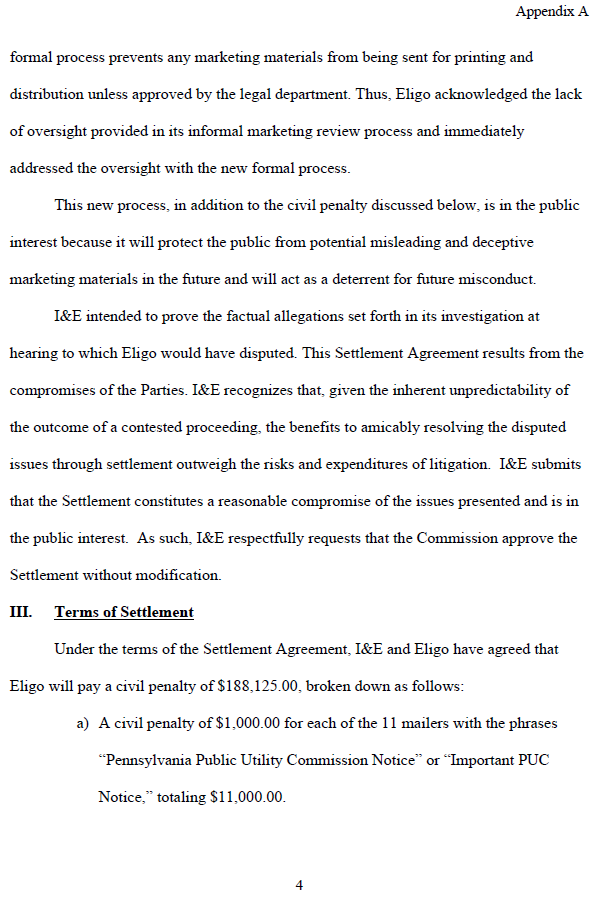 Appendix A
formal process prevents any marketing materials from being sent for printing and
distribution unless approved by the legal department. Thus, Eligo acknowledged the lack
of oversight provided in its informal marketing review process and immediately
addressed the oversight with the new formal process.
This new process, in addition to the civil penalty discussed below, is in the public
interest because it will protect the public from potential misleading and deceptive
marketing materials in the future and will act as a deterrent for future misconduct.
I&E intended to prove the factual allegations set forth in its investigation at
hearing to which Eligo would have disputed. This Settlement Agreement results from the
compromises of the Parties. I&E recognizes that, given the inherent unpredictability of
the outcome of a contested proceeding, the benefits to amicably resolving the disputed
issues through settlement outweigh the risks and expenditures of litigation.  I&E submits
that the Settlement constitutes a reasonable compromise of the issues presented and is in
the public interest.  As such, I&E respectfully requests that the Commission approve the
Settlement without modification.
III. Terms of Settlement
Under the terms of the Settlement Agreement, I&E and Eligo have agreed that
Eligo will pay a civil penalty of $188,125.00, broken down as follows:
a) A civil penalty of $1,000.00 for each of the 11 mailers with the phrases
“Pennsylvania Public Utility Commission Notice” or “Important PUC
Notice,” totaling $11,000.00.
4